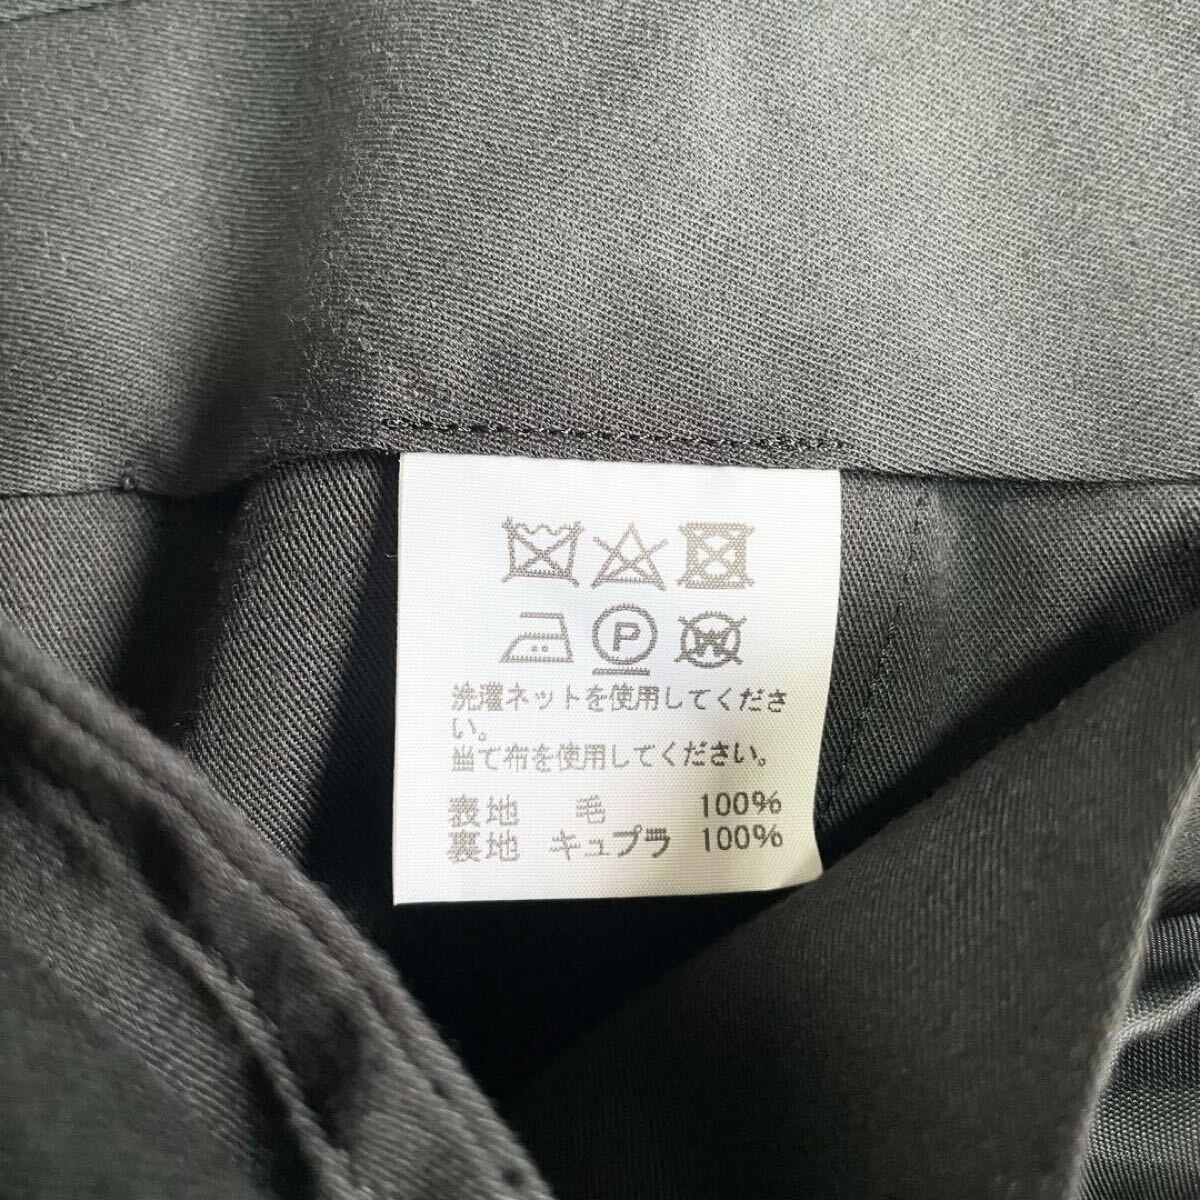 P
W
洗濯ネットを使用してくださ
い。
当て布を使用してください。
表地 毛 100%
裏地 キュプラ 100%